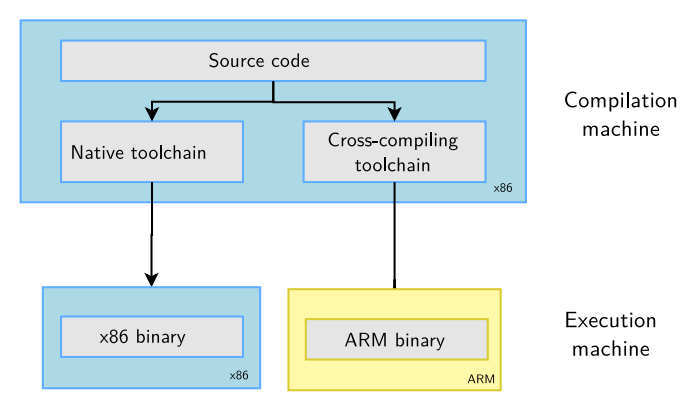 Source code
Compilation
machine
Native toolchain
Cross-compiling
toolchain
x86
x86 binary
x86
ARM binary
ARM
Execution
machine